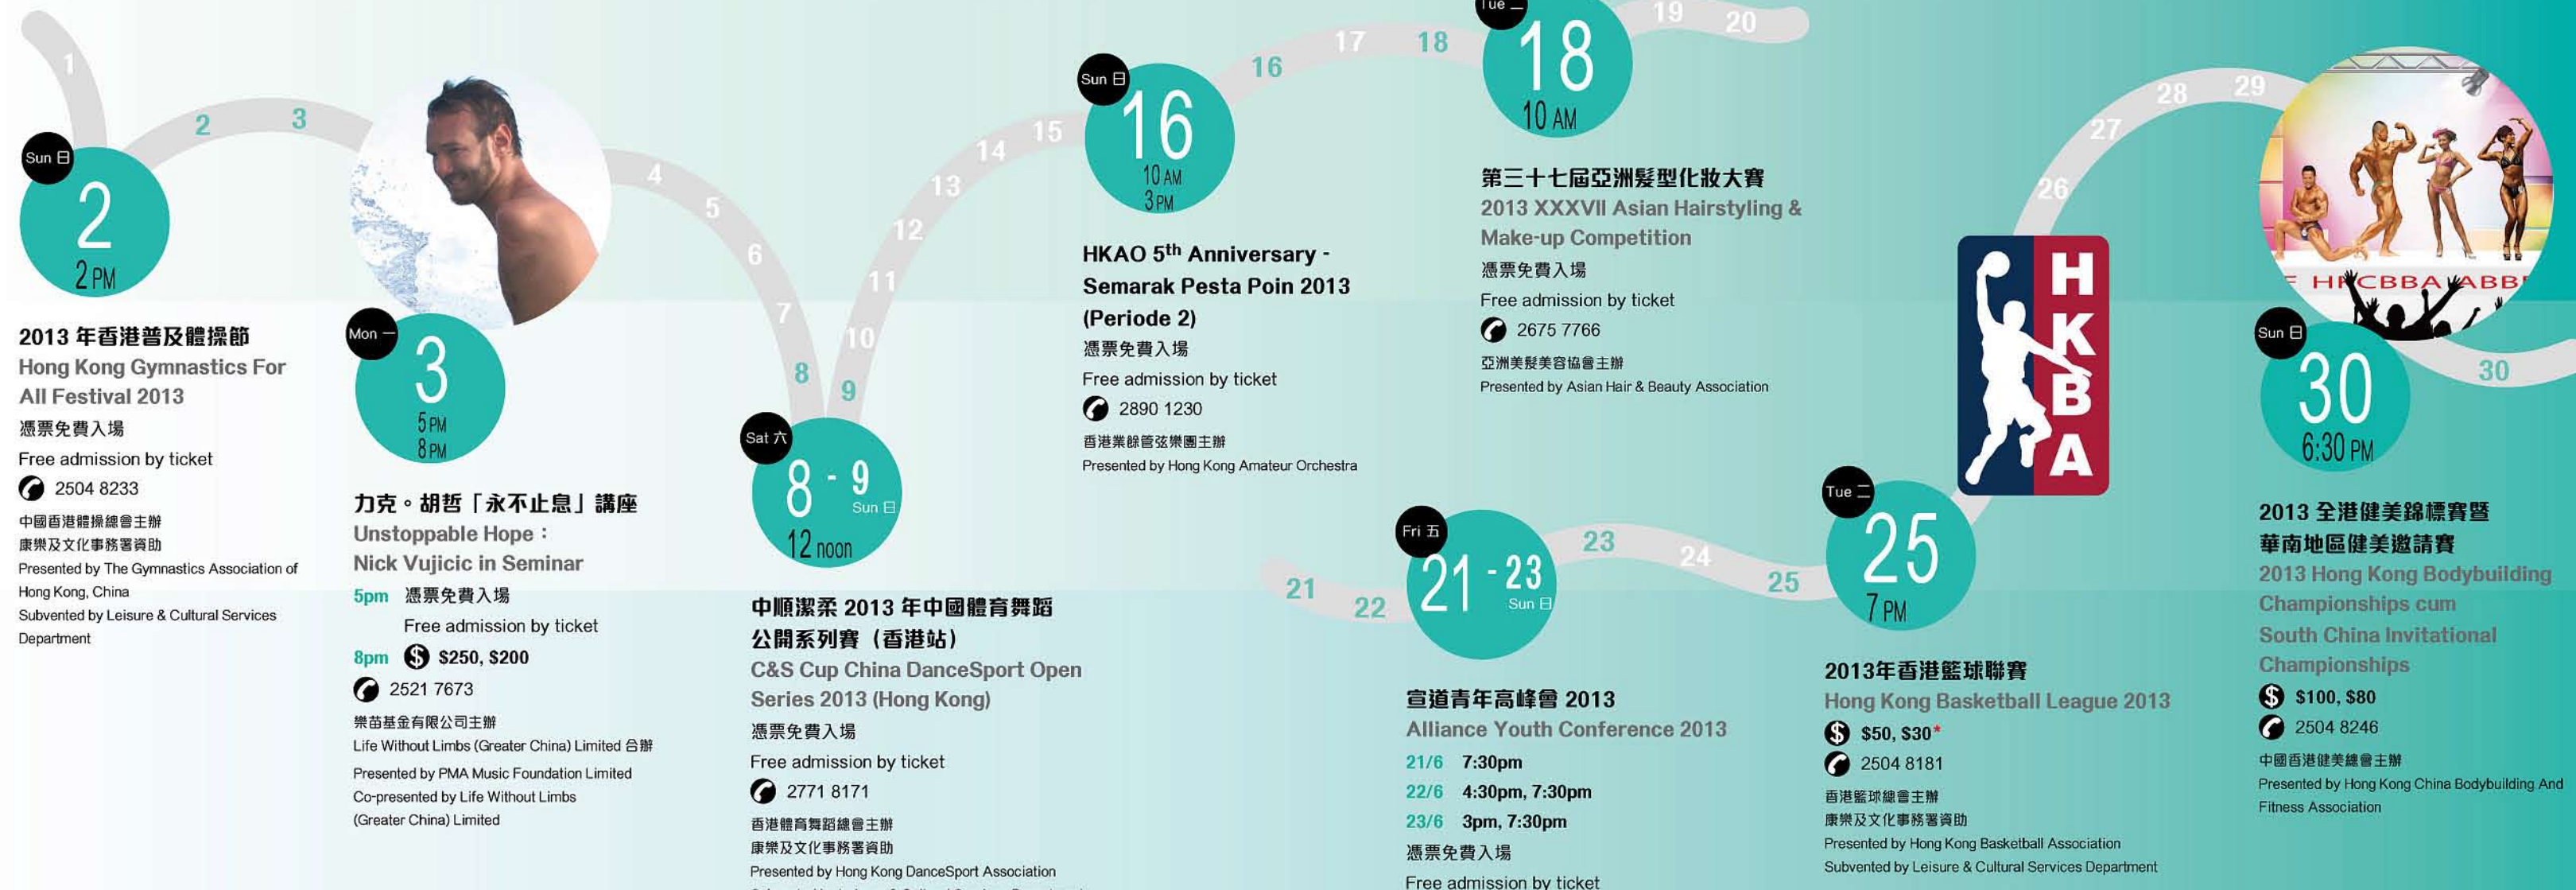 1
2
3
Sun 日
2
2 PM
2013 年香港普及體操節
Hong Kong Gymnastics For
All Festival 2013
憑票免費入場
Free admission by ticket
2504 8233
中國香港體操總會主辦
康樂及文化事務署資助
Presented by The Gymnastics Association of
Hong Kong, China
Subvented by Leisure & Cultural Services
Department
Mon 一
3
5 PM
8 PM
力克。胡哲「永不止息」講座
Unstoppable Hope：
Nick Vujicic in Seminar
5pm 憑票免費入場
Free admission by ticket
8pm $ $250, $200
2521 7673
樂苗基金有限公司主辦
Life Without Limbs (Greater China) Limited 合辦
Presented by PMA Music Foundation Limited
Co-presented by Life Without Limbs
(Greater China) Limited
4
5
6
7
8
9
10
11
12
13
14
15
Sat 六
8 - 9
Sun 日
12 noon
中順潔柔 2013 年中國體育舞蹈
公開系列賽（香港站）
C&S Cup China DanceSport Open
Series 2013 (Hong Kong)
憑票免費入場
Free admission by ticket
2771 8171
香港體育舞蹈總會主辦
康樂及文化事務署資助
Presented by Hong Kong DanceSport Association
Sun 日
16
10 AM
3 PM
HKAO 5th Anniversary -
Semarak Pesta Poin 2013
(Periode 2)
憑票免費入場
Free admission by ticket
2890 1230
香港業餘管弦樂團主辦
Presented by Hong Kong Amateur Orchestra
16
17
18
Tue 二
18
10 AM
19
20
第三十七屆亞洲髮型化妝大賽
2013 XXXVII Asian Hairstyling &
Make-up Competition
憑票免費入場
Free admission by ticket
2675 7766
亞洲美髮美容協會主辦
Presented by Asian Hair & Beauty Association
21
22
Fri 五
21 - 23
Sun 日
宣道青年高峰會 2013
Alliance Youth Conference 2013
21/6 7:30pm
22/6 4:30pm, 7:30pm
23/6 3pm, 7:30pm
憑票免費入場
Free admission by ticket
23
24
25
Tue 二
25
7 PM
HKBA
2013年香港籃球聯賽
Hong Kong Basketball League 2013
$ $50, $30*
2504 8181
香港籃球總會主辦
康樂及文化事務署資助
Presented by Hong Kong Basketball Association
Subvented by Leisure & Cultural Services Department
26
27
28
29
Sun 日
30
6:30 PM
30
2013 全港健美錦標賽暨
華南地區健美邀請賽
2013 Hong Kong Bodybuilding
Championships cum
South China Invitational
Championships
$ $100, $80
2504 8246
中國香港健美總會主辦
Presented by Hong Kong China Bodybuilding And
Fitness Association